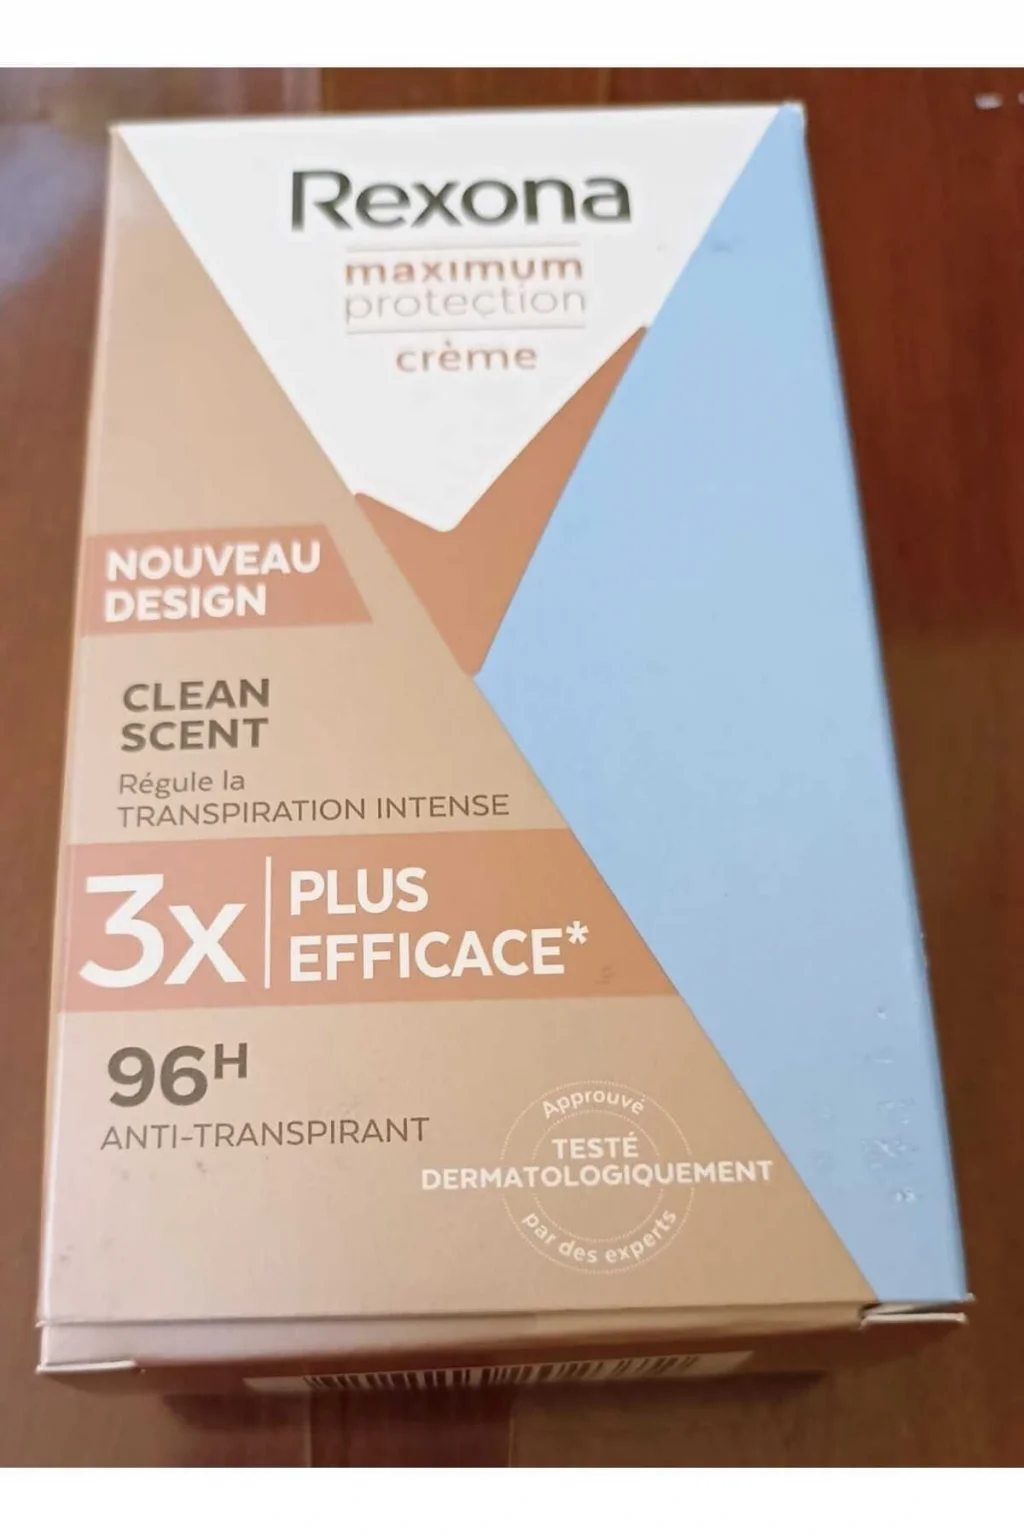 Rexona
maximum
protection
crème
NOUVEAU
DESIGN
CLEAN
SCENT
Régule la
TRANSPIRATION INTENSE
3x
PLUS
EFFICACE*
96H
ANTI-TRANSPIRANT
Approuvé
TESTÉ
DERMATOLOGIQUEMENT
par des experts